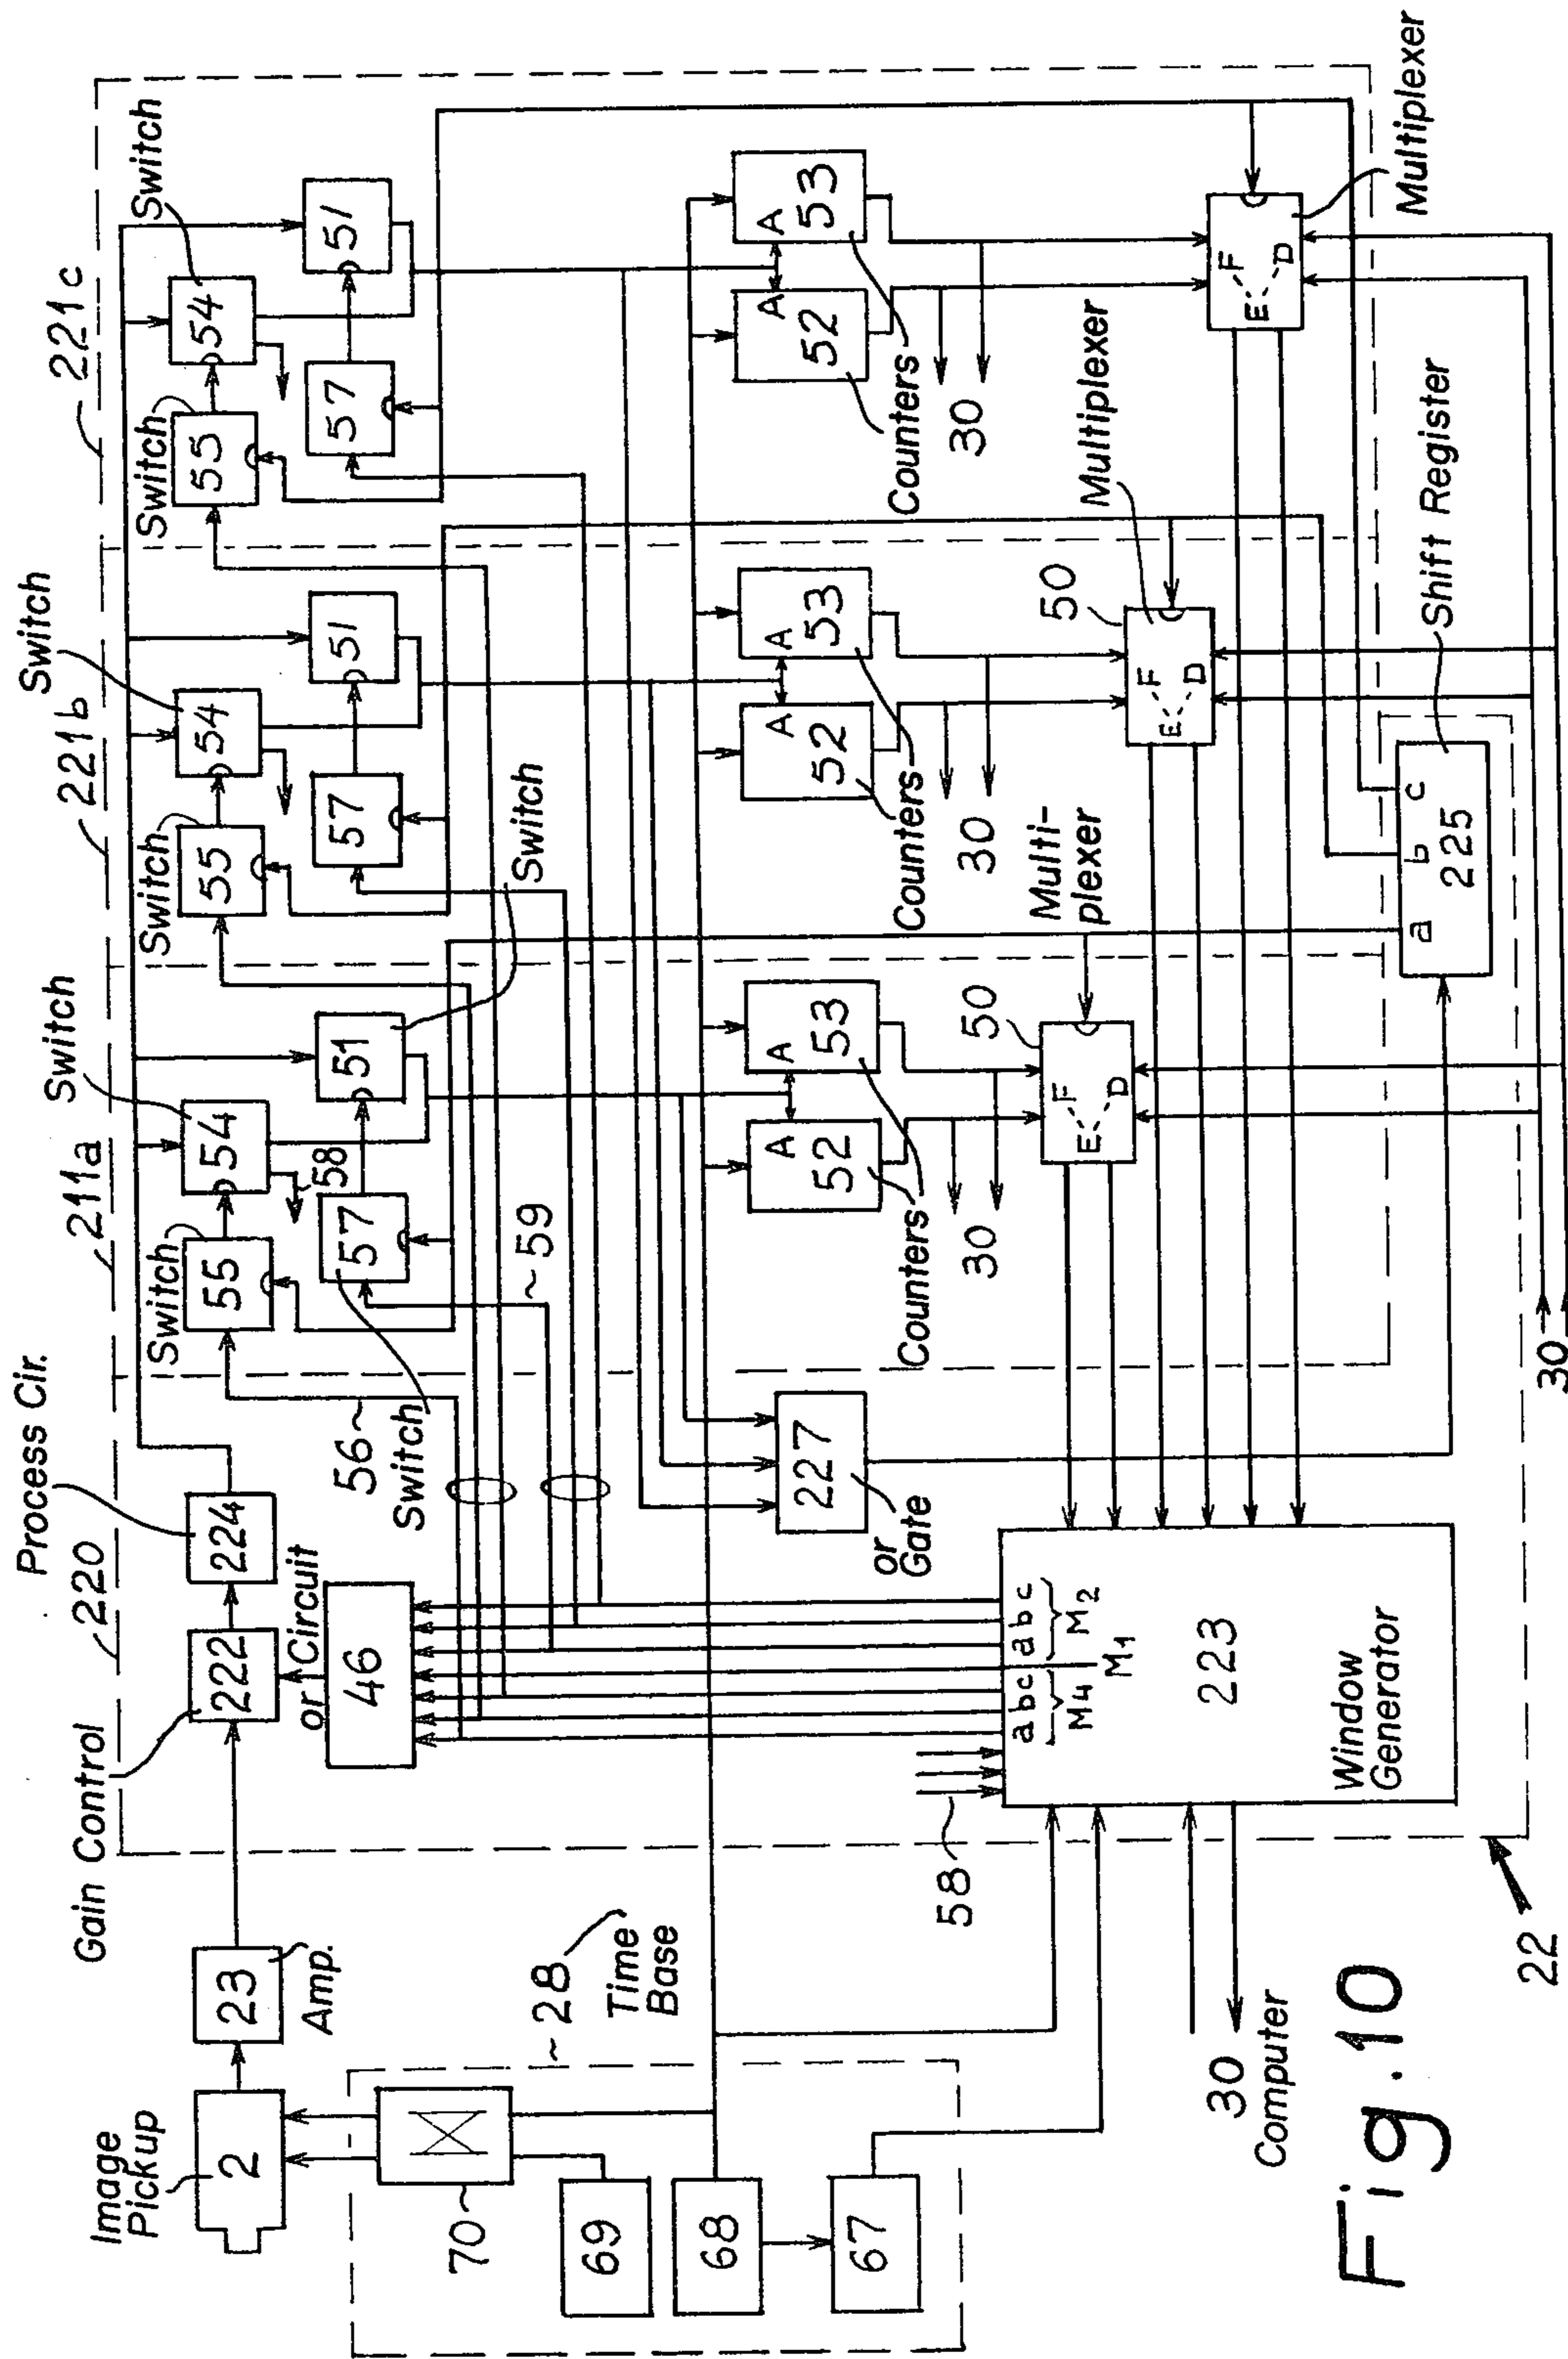 Image
Pickup
2
23
Amp.
Gain Control
222
220
Process Cir.
224
or Circuit
46
70
69
68
67
~28
Time
Base
211a
Switch
55
Switch
54
58
57
51
56~
Switch
~59
Switch
52
A
A
53
Counters
30
50
E
F
D
Multi-
plexer
221b
Switch
55
Switch
54
57
51
52
A
A
53
Counters
30
50
E
F
D
Multiplexer
221c
Switch
55
Switch
54
57
51
52
A
A
53
Counters
30
E
F
D
Multiplexer
227
or
Gate
58
a b c
M4
M1
a b c
M2
223
Window
Generator
a b c
225
Shift Register
30
30
Computer
22
Fig. 10